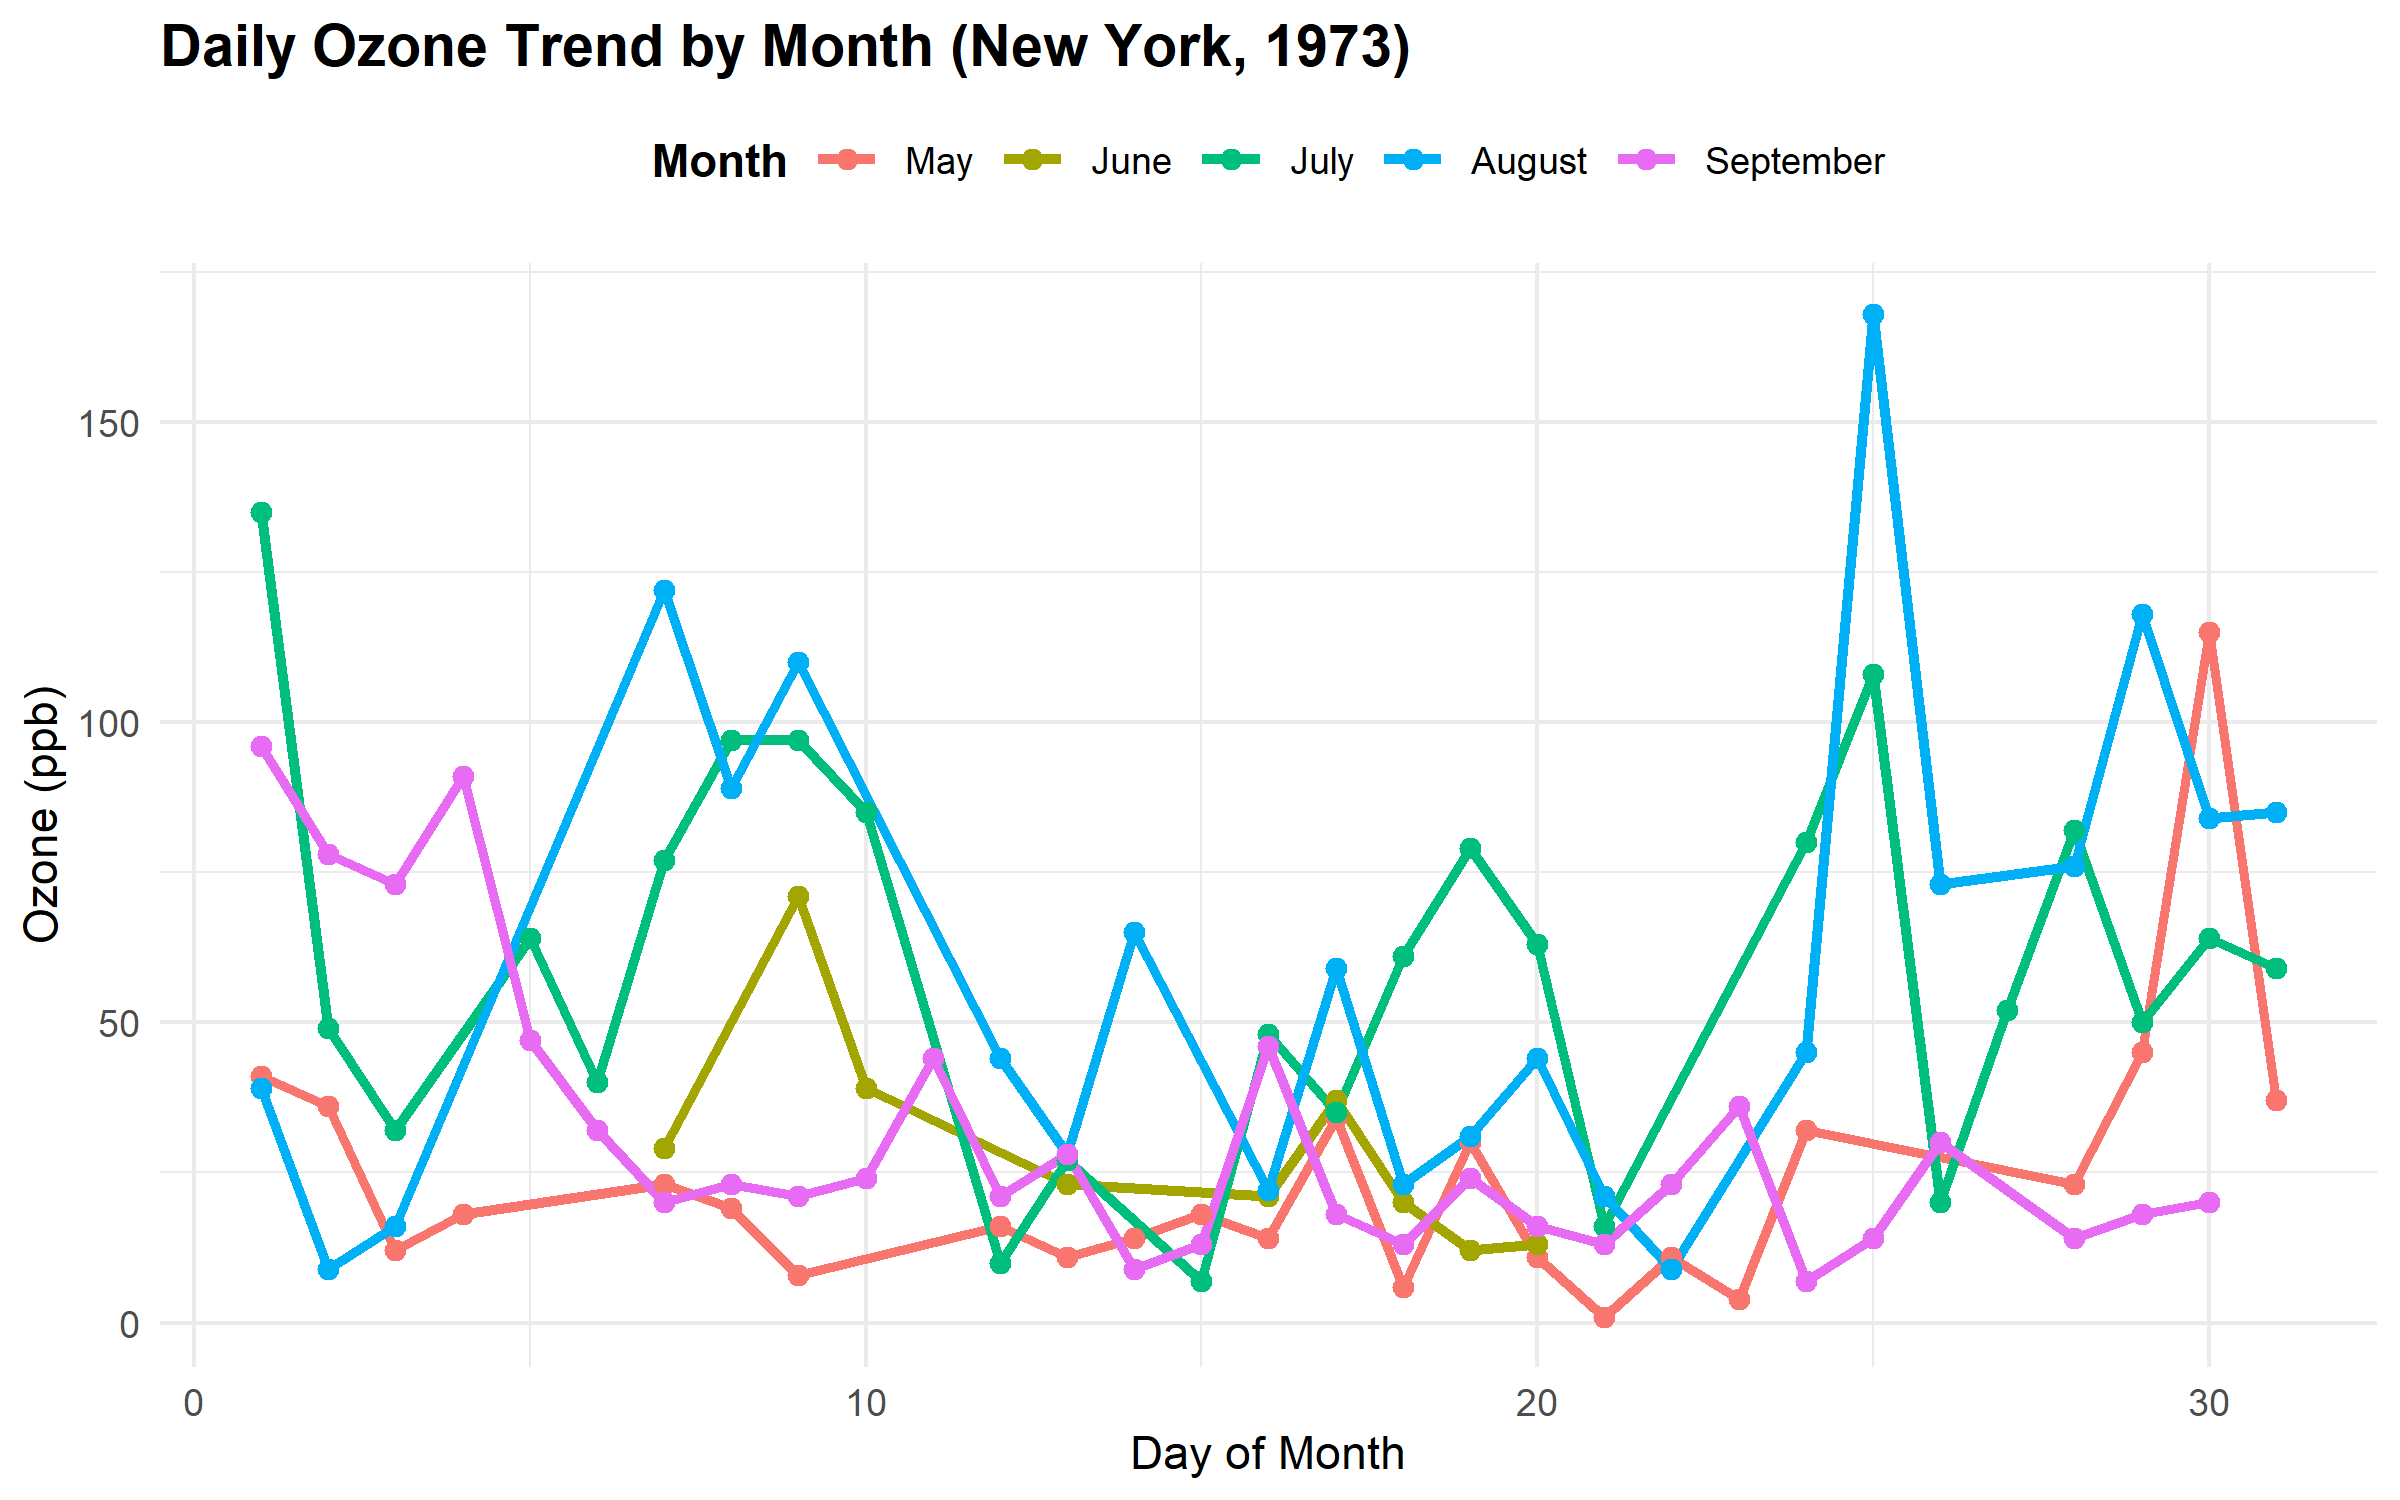 Daily Ozone Trend by Month (New York, 1973)
Month May June July August September
150
100
50
0
Ozone (ppb)
0 10 20 30
Day of Month